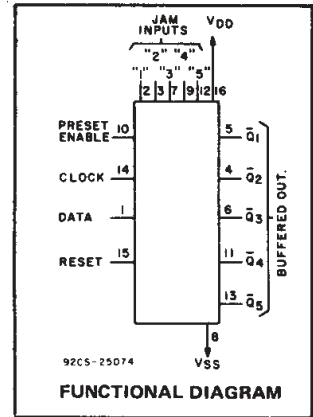 JAM
INPUTS
VDD
"2" "4"
"1" "3" "5"
2 3 7 9 12 16
PRESET
ENABLE 10
5 Q̅1
CLOCK 14
4 Q̅2
DATA 1
6 Q̅3
RESET 15
11 Q̅4
13 Q̅5
BUFFERED OUT.
8
92CS-25074
VSS
FUNCTIONAL DIAGRAM